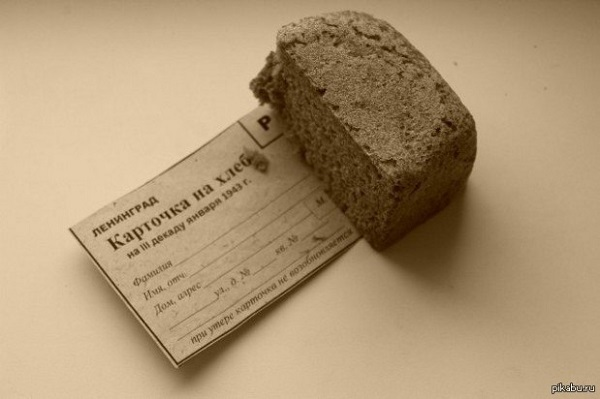 Р
ЛЕНИНГРАД
Карточка на хлеб
на III декаду января 1943 г.
Фамилия
М
Имя, отч.
Дом, адрес ул., д. № кв. №
при утере карточка не возобновляется
pikabu.ru